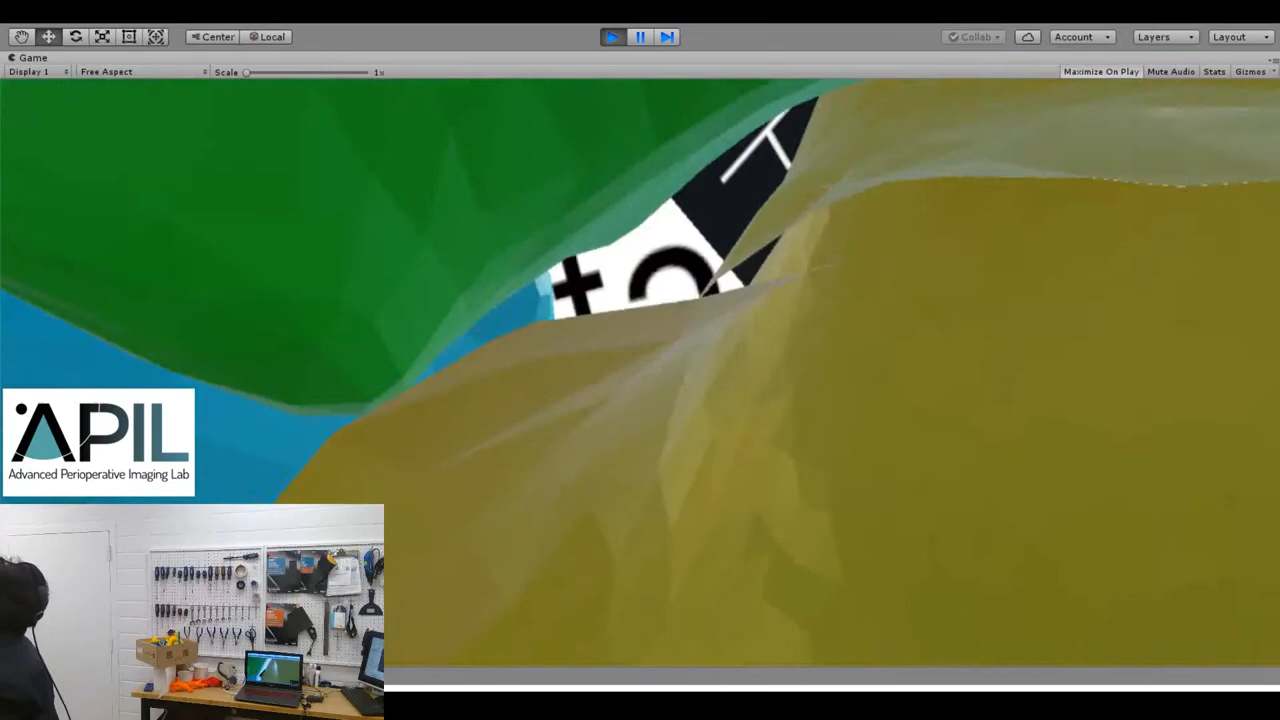 Center Local Collab Account Layers Layout
Game
Display 1 Free Aspect Scale 1x Maximize On Play Mute Audio Stats Gizmos
to
APIL
Advanced Perioperative Imaging Lab